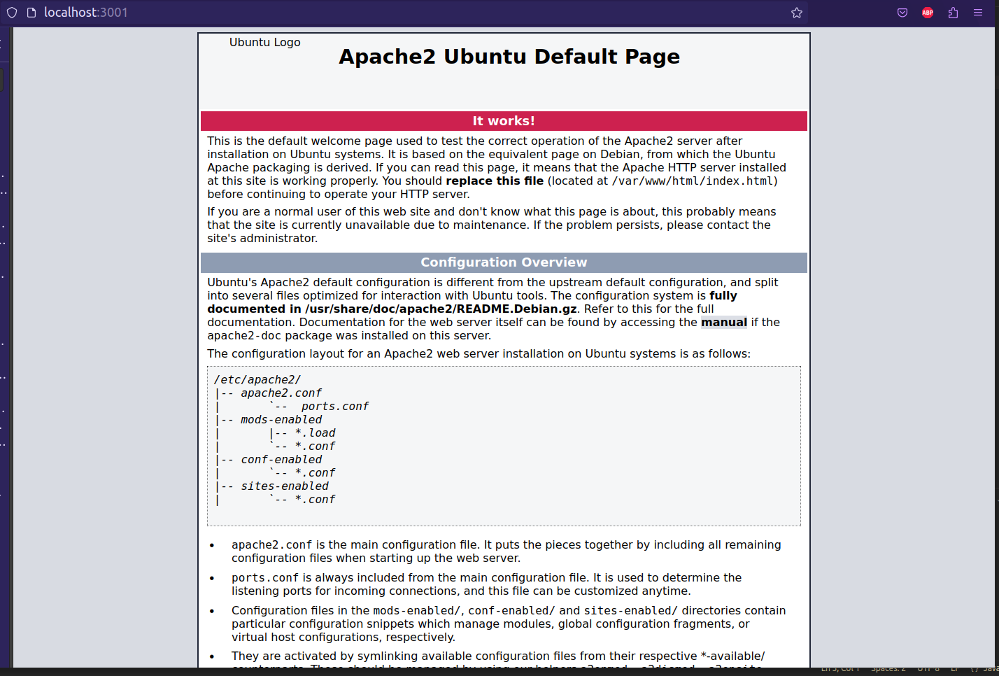 localhost:3001
ABP
Ubuntu Logo
Apache2 Ubuntu Default Page
It works!
This is the default welcome page used to test the correct operation of the Apache2 server after
installation on Ubuntu systems. It is based on the equivalent page on Debian, from which the Ubuntu
Apache packaging is derived. If you can read this page, it means that the Apache HTTP server installed
at this site is working properly. You should replace this file (located at /var/www/html/index.html)
before continuing to operate your HTTP server.
If you are a normal user of this web site and don't know what this page is about, this probably means
that the site is currently unavailable due to maintenance. If the problem persists, please contact the
site's administrator.
Configuration Overview
Ubuntu's Apache2 default configuration is different from the upstream default configuration, and split
into several files optimized for interaction with Ubuntu tools. The configuration system is fully
documented in /usr/share/doc/apache2/README.Debian.gz. Refer to this for the full
documentation. Documentation for the web server itself can be found by accessing the manual if the
apache2-doc package was installed on this server.
The configuration layout for an Apache2 web server installation on Ubuntu systems is as follows:
/etc/apache2/
|-- apache2.conf
|       `--  ports.conf
|-- mods-enabled
|       |-- *.load
|       `-- *.conf
|-- conf-enabled
|       `-- *.conf
|-- sites-enabled
|       `-- *.conf
• apache2.conf is the main configuration file. It puts the pieces together by including all remaining
configuration files when starting up the web server.
• ports.conf is always included from the main configuration file. It is used to determine the
listening ports for incoming connections, and this file can be customized anytime.
• Configuration files in the mods-enabled/, conf-enabled/ and sites-enabled/ directories contain
particular configuration snippets which manage modules, global configuration fragments, or
virtual host configurations, respectively.
• They are activated by symlinking available configuration files from their respective *-available/
Spaces: 2 UTF-8 LF